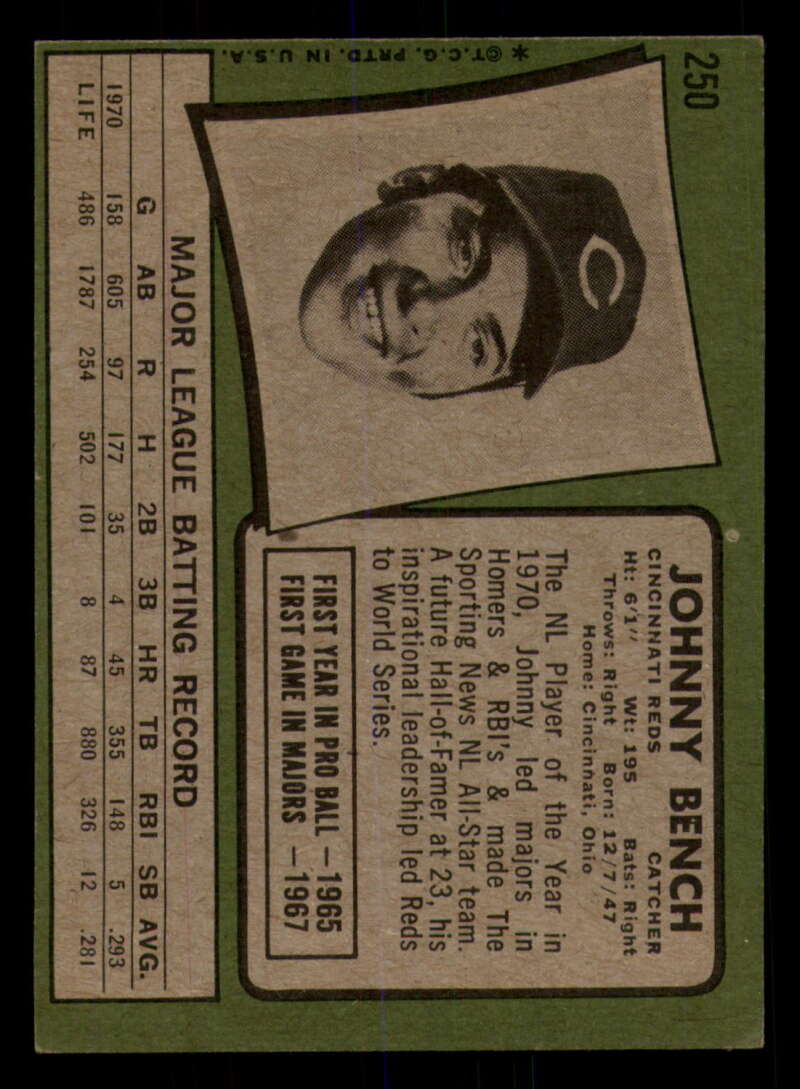 250
* © T.C.G. PRTD. IN U.S.A.
C
JOHNNY BENCH
CINCINNATI REDS CATCHER
Ht: 6'1" Wt: 195 Bats: Right
Throws: Right Born: 12/7/47
Home: Cincinnati, Ohio
The NL Player of the Year in
1970, Johnny led majors in
Homers & RBI's & made The
Sporting News NL All-Star team.
A future Hall-of-Famer at 23, his
inspirational leadership led Reds
to World Series.
FIRST YEAR IN PRO BALL — 1965
FIRST GAME IN MAJORS — 1967
MAJOR LEAGUE BATTING RECORD
G AB R H 2B 3B HR TB RBI SB AVG.
1970 158 605 97 177 35 4 45 355 148 5 .293
LIFE 486 1787 254 502 101 8 87 880 326 12 .281